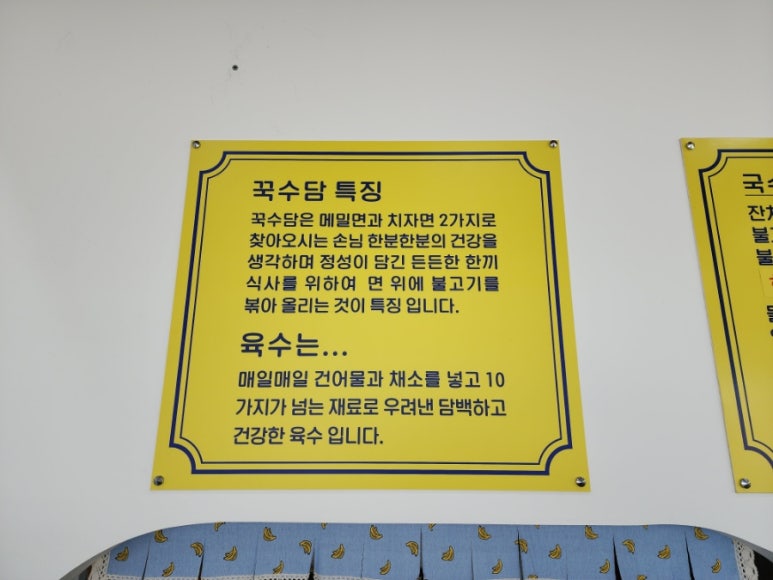 꾹수담 특징
꾹수담은 메밀면과 치자면 2가지로
찾아오시는 손님 한분한분의 건강을
생각하며 정성이 담긴 든든한 한끼
식사를 위하여 면 위에 불고기를
볶아 올리는 것이 특징 입니다.
육수는...
매일매일 건어물과 채소를 넣고 10
가지가 넘는 재료로 우려낸 담백하고
건강한 육수 입니다.